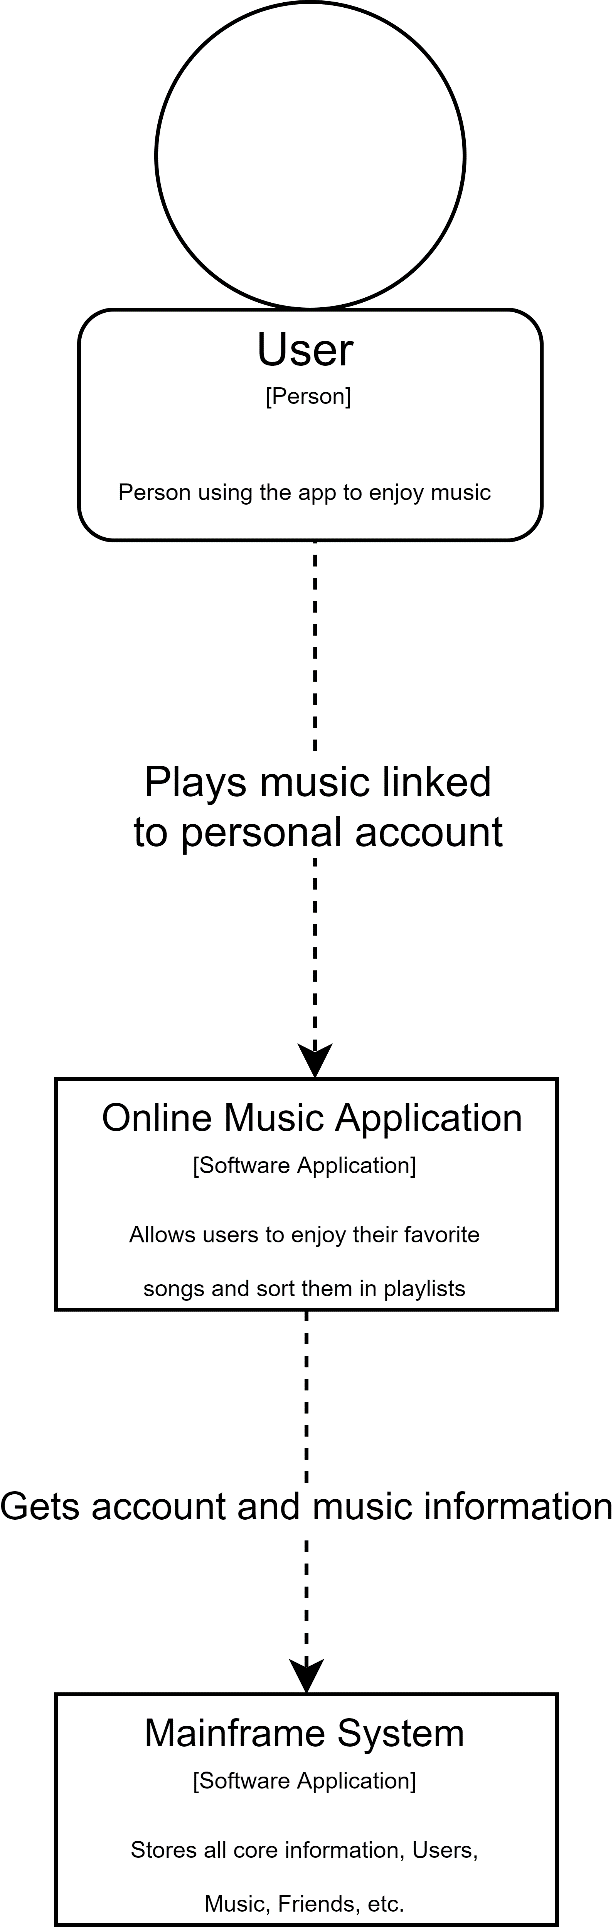 User
[Person]
Person using the app to enjoy music
Plays music linked
to personal account
Online Music Application
[Software Application]
Allows users to enjoy their favorite
songs and sort them in playlists
Gets account and music information
Mainframe System
[Software Application]
Stores all core information, Users,
Music, Friends, etc.